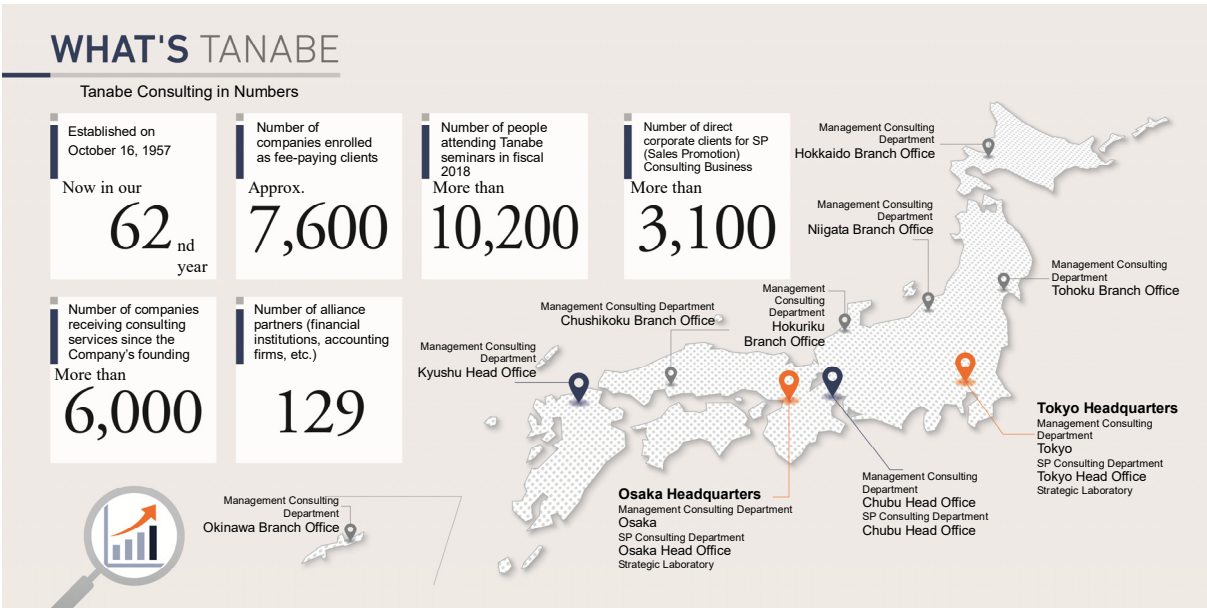 WHAT'S TANABE
Tanabe Consulting in Numbers
Established on
October 16, 1957
Now in our
62 nd
year
Number of
companies enrolled
as fee-paying clients
Approx.
7,600
Number of people
attending Tanabe
seminars in fiscal
2018
More than
10,200
Number of direct
corporate clients for SP
(Sales Promotion)
Consulting Business
More than
3,100
Number of companies
receiving consulting
services since the
Company's founding
More than
6,000
Number of alliance
partners (financial
institutions, accounting
firms, etc.)
129
Management Consulting
Department
Hokkaido Branch Office
Management Consulting
Department
Niigata Branch Office
Management Consulting
Department
Tohoku Branch Office
Management
Consulting
Department
Hokuriku
Branch Office
Management Consulting Department
Chushikoku Branch Office
Management Consulting
Department
Kyushu Head Office
Tokyo Headquarters
Management Consulting
Department
Tokyo
SP Consulting Department
Tokyo Head Office
Strategic Laboratory
Management Consulting
Department
Chubu Head Office
SP Consulting Department
Chubu Head Office
Osaka Headquarters
Management Consulting Department
Osaka
SP Consulting Department
Osaka Head Office
Strategic Laboratory
Management Consulting
Department
Okinawa Branch Office